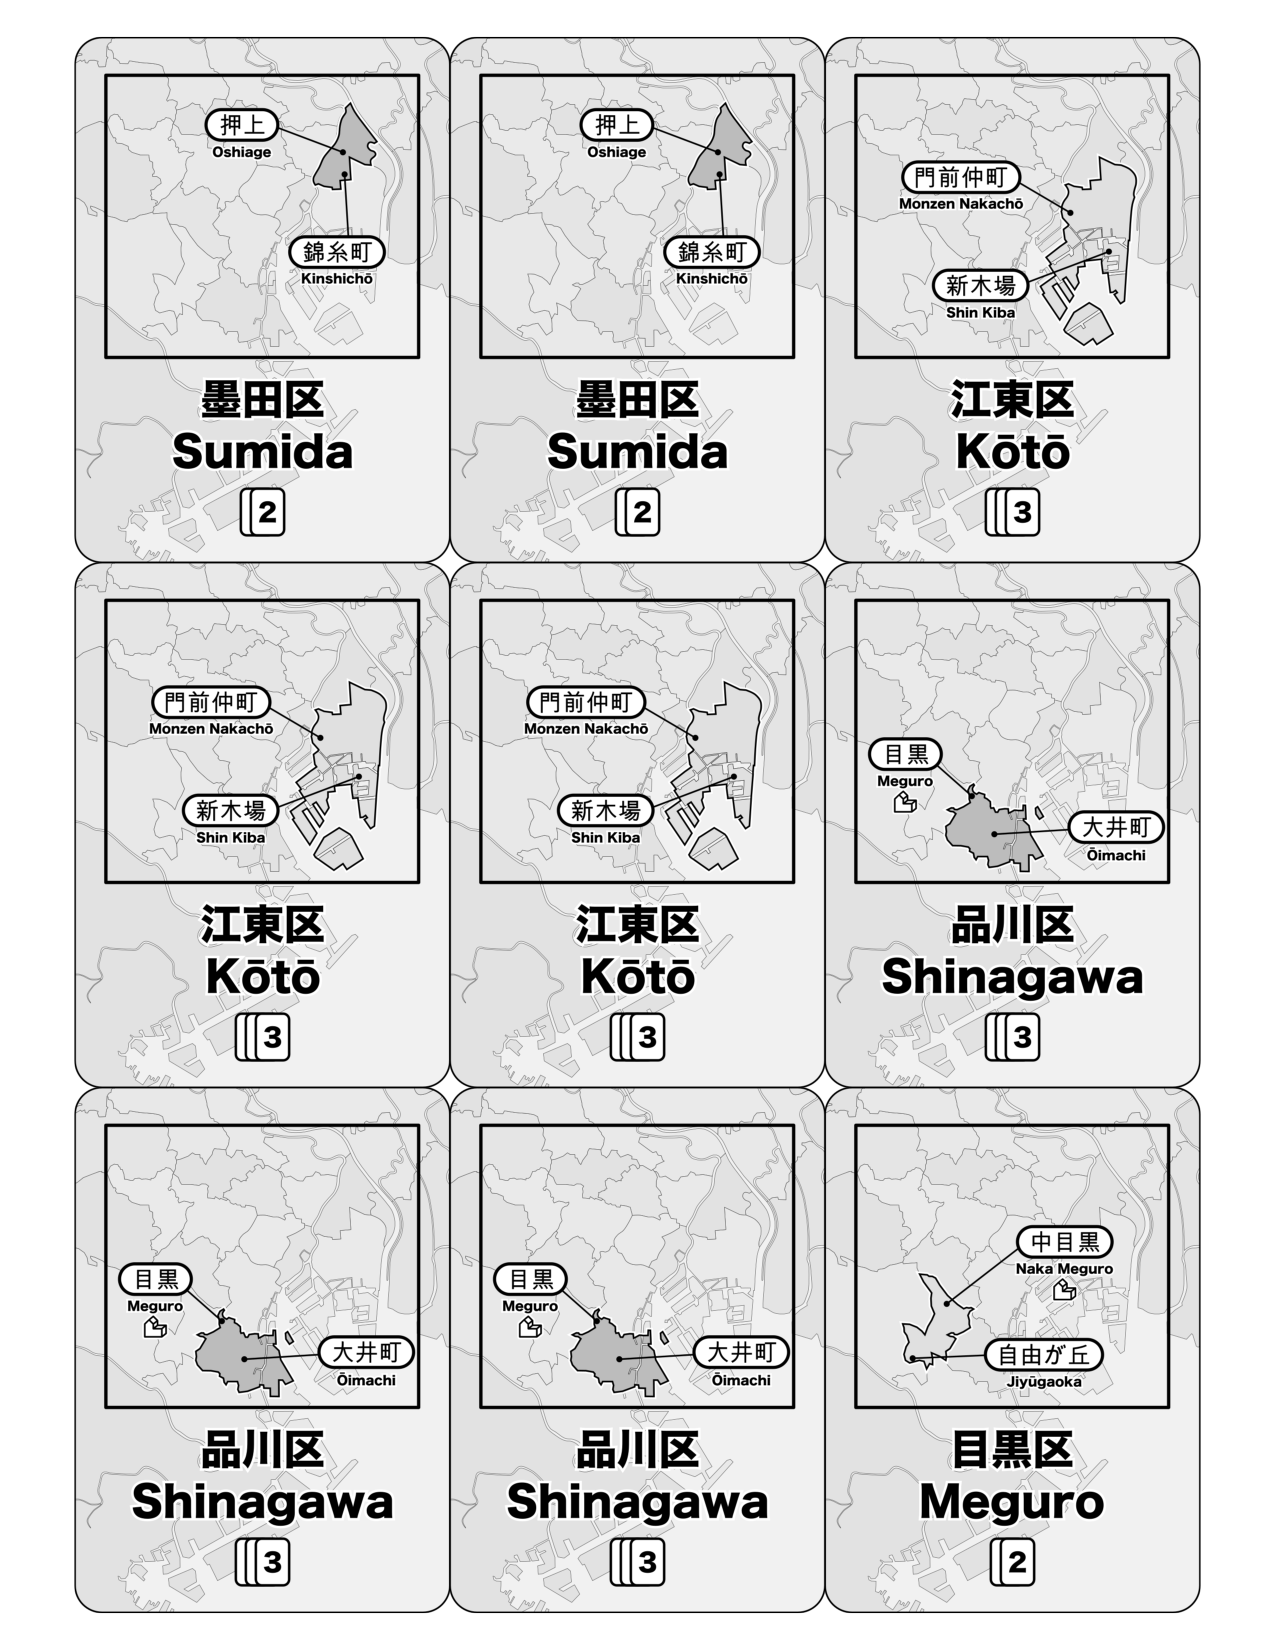 押上
Oshiage
錦糸町
Kinshichō
墨田区
Sumida
2
押上
Oshiage
錦糸町
Kinshichō
墨田区
Sumida
2
門前仲町
Monzen Nakachō
新木場
Shin Kiba
江東区
Kōtō
3
門前仲町
Monzen Nakachō
新木場
Shin Kiba
江東区
Kōtō
3
門前仲町
Monzen Nakachō
新木場
Shin Kiba
江東区
Kōtō
3
目黒
Meguro
大井町
Ōimachi
品川区
Shinagawa
3
目黒
Meguro
大井町
Ōimachi
品川区
Shinagawa
3
目黒
Meguro
大井町
Ōimachi
品川区
Shinagawa
3
中目黒
Naka Meguro
自由が丘
Jiyūgaoka
目黒区
Meguro
2